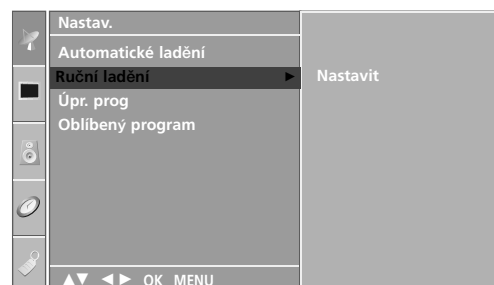 Nastav.
Automatické ladění
Ruční ladění ► Nastavit
Úpr. prog
Oblíbený program
▲▼ ◄► OK MENU